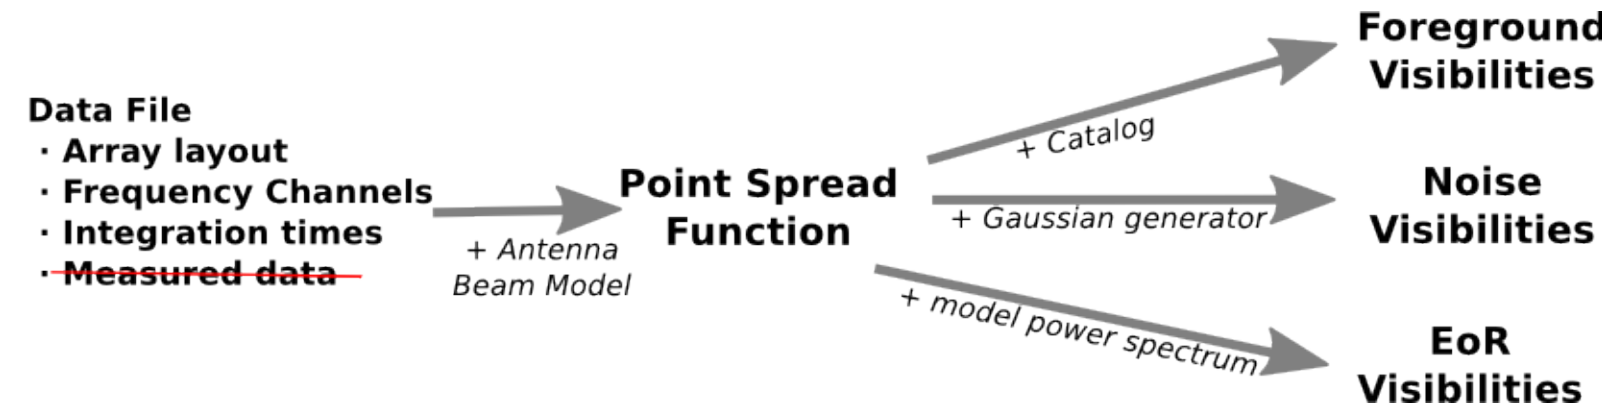 Data File
· Array layout
· Frequency Channels
· Integration times
· Measured data
+ Antenna
Beam Model
Point Spread
Function
+ Catalog
Foreground
Visibilities
+ Gaussian generator
Noise
Visibilities
+ model power spectrum
EoR
Visibilities